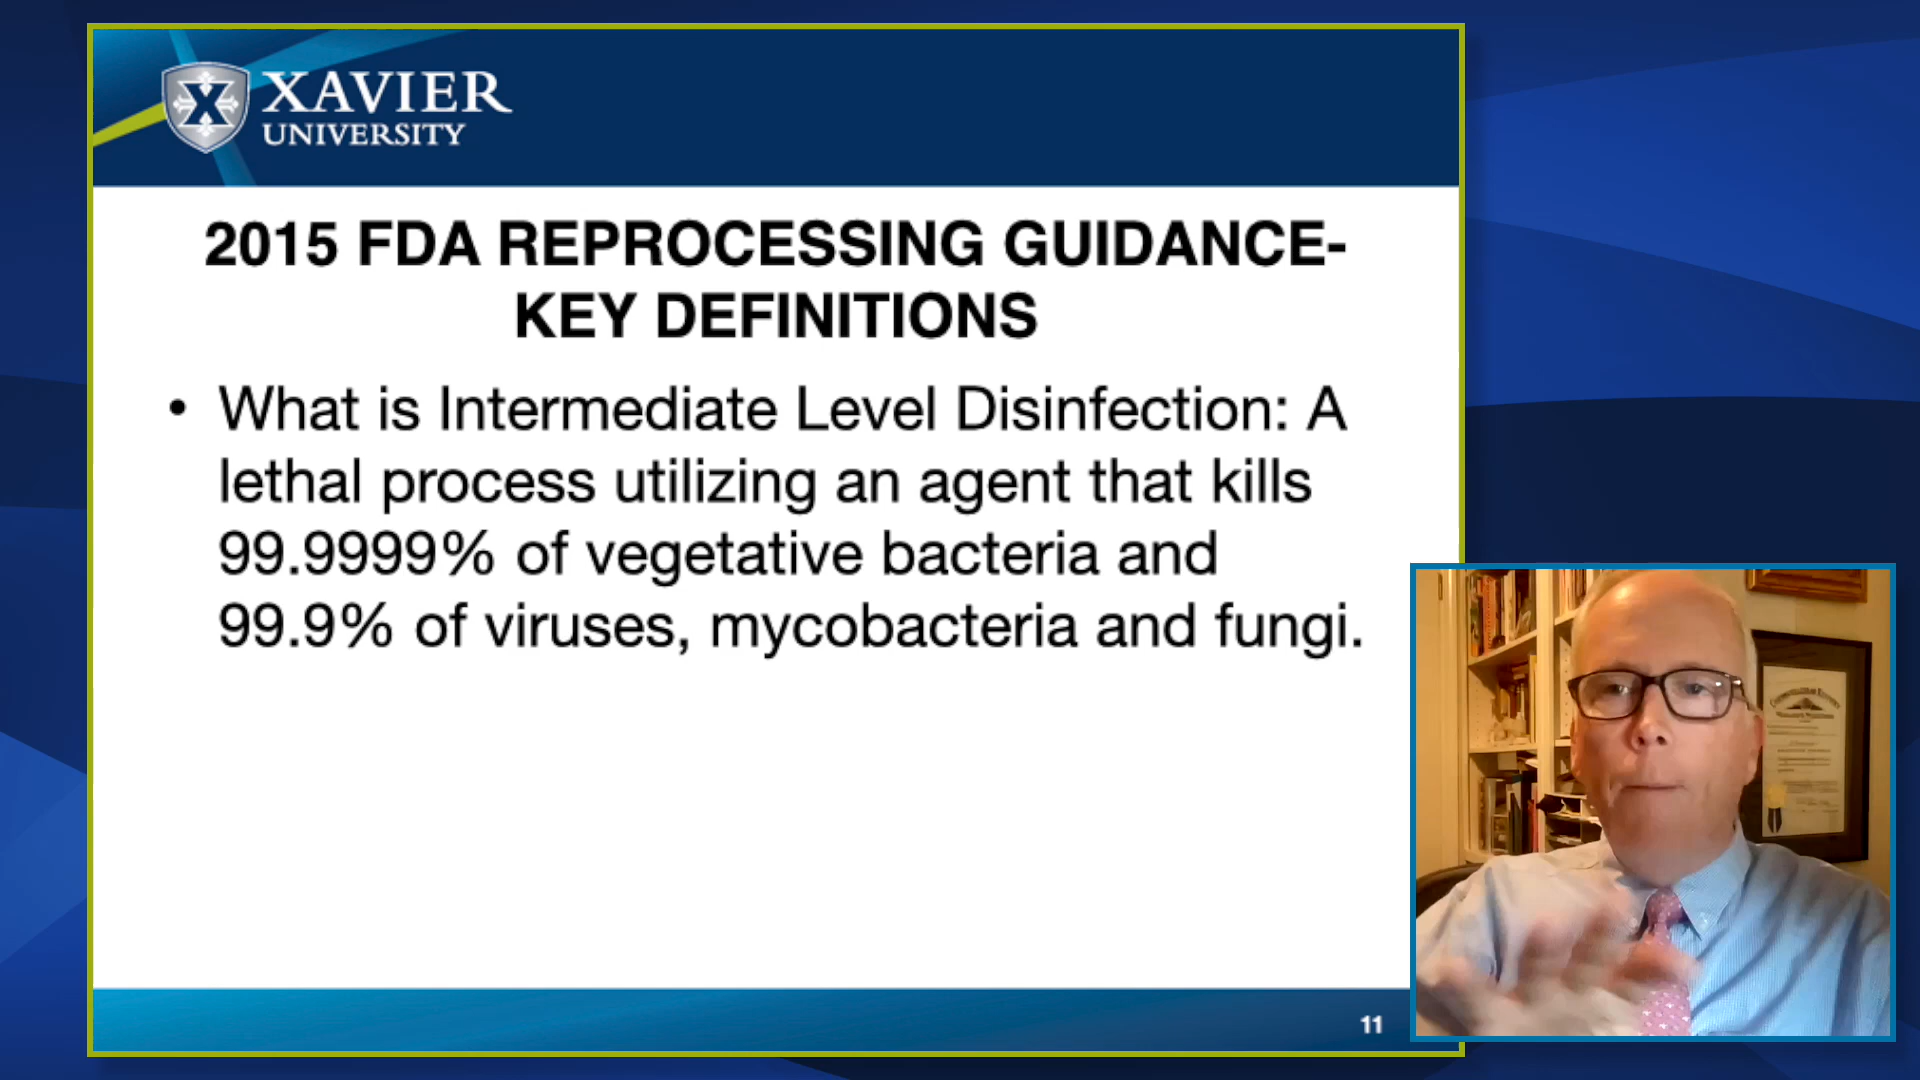 XAVIER
UNIVERSITY
2015 FDA REPROCESSING GUIDANCE-
KEY DEFINITIONS
• What is Intermediate Level Disinfection: A
lethal process utilizing an agent that kills
99.9999% of vegetative bacteria and
99.9% of viruses, mycobacteria and fungi.
11